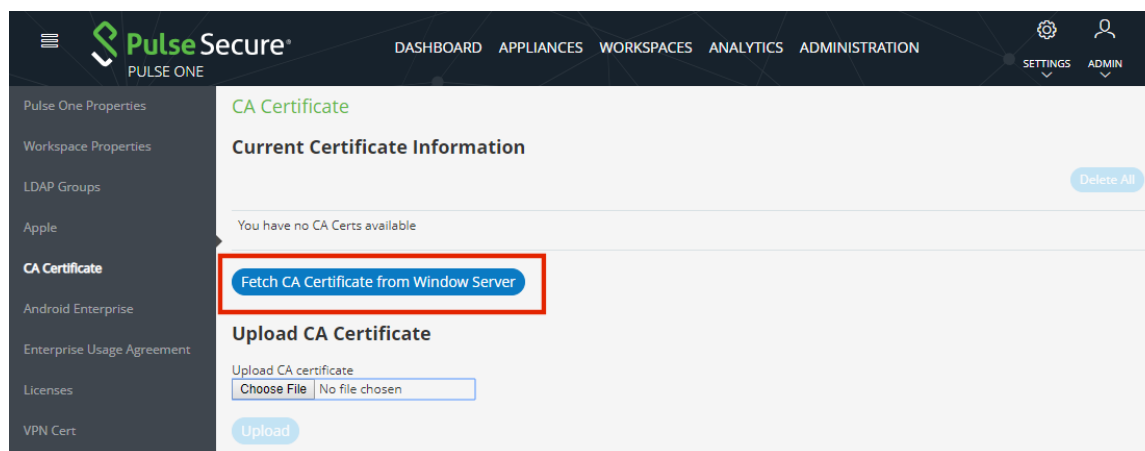 Pulse Secure®
PULSE ONE
DASHBOARD APPLIANCES WORKSPACES ANALYTICS ADMINISTRATION
SETTINGS ADMIN
Pulse One Properties
Workspace Properties
LDAP Groups
Apple
CA Certificate
Android Enterprise
Enterprise Usage Agreement
Licenses
VPN Cert
CA Certificate
Current Certificate Information
Delete All
You have no CA Certs available
Fetch CA Certificate from Window Server
Upload CA Certificate
Upload CA certificate
Choose File No file chosen
Upload